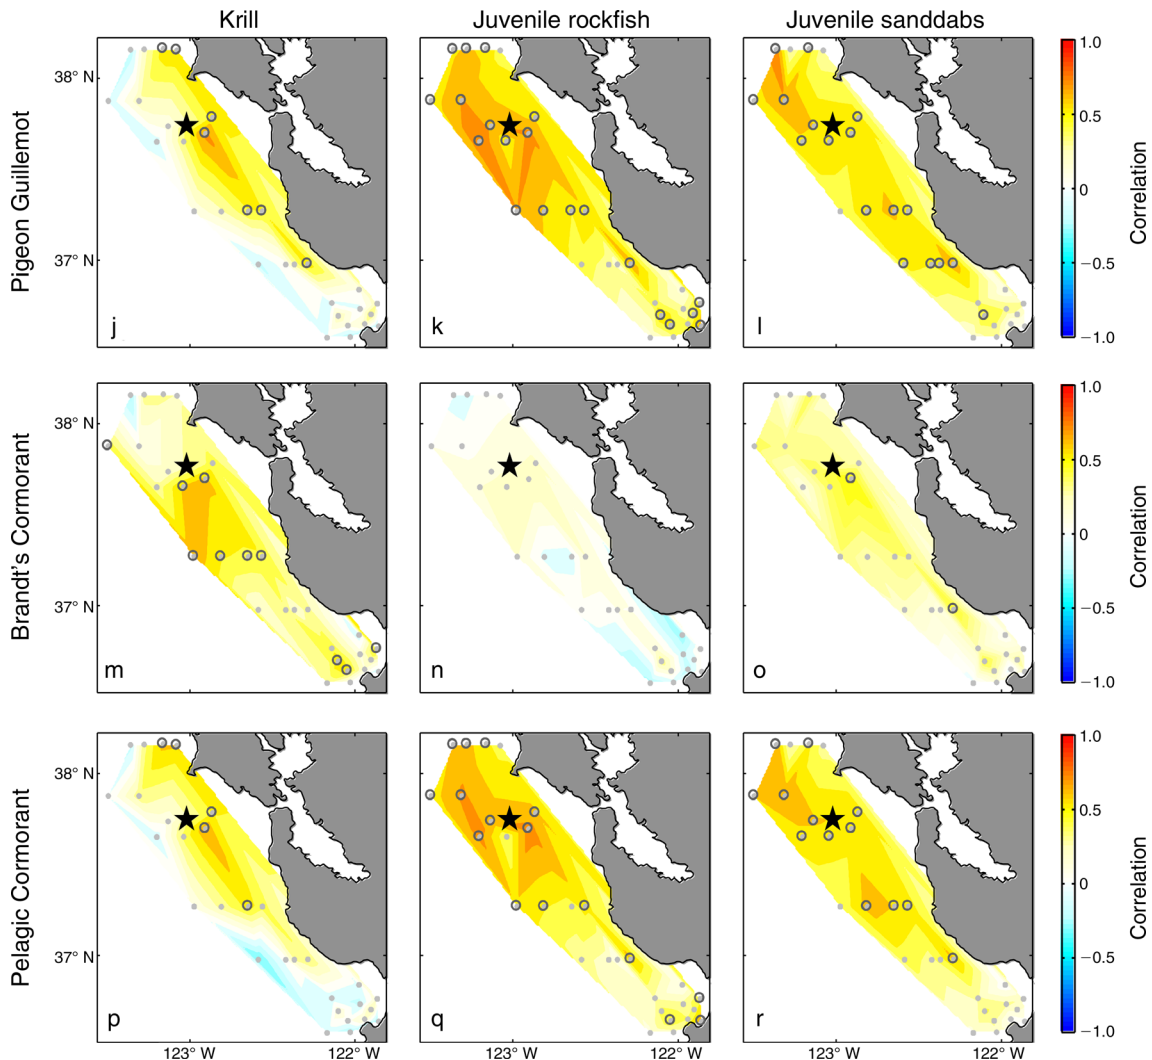 Krill Juvenile rockfish Juvenile sanddabs
Pigeon Guillemot
38° N
37° N
j
k
l
1.0
0.5
0
−0.5
−1.0
Correlation
Brandt's Cormorant
38° N
37° N
m
n
o
1.0
0.5
0
−0.5
−1.0
Correlation
Pelagic Cormorant
38° N
37° N
p
q
r
1.0
0.5
0
−0.5
−1.0
Correlation
123° W 122° W 123° W 122° W 123° W 122° W